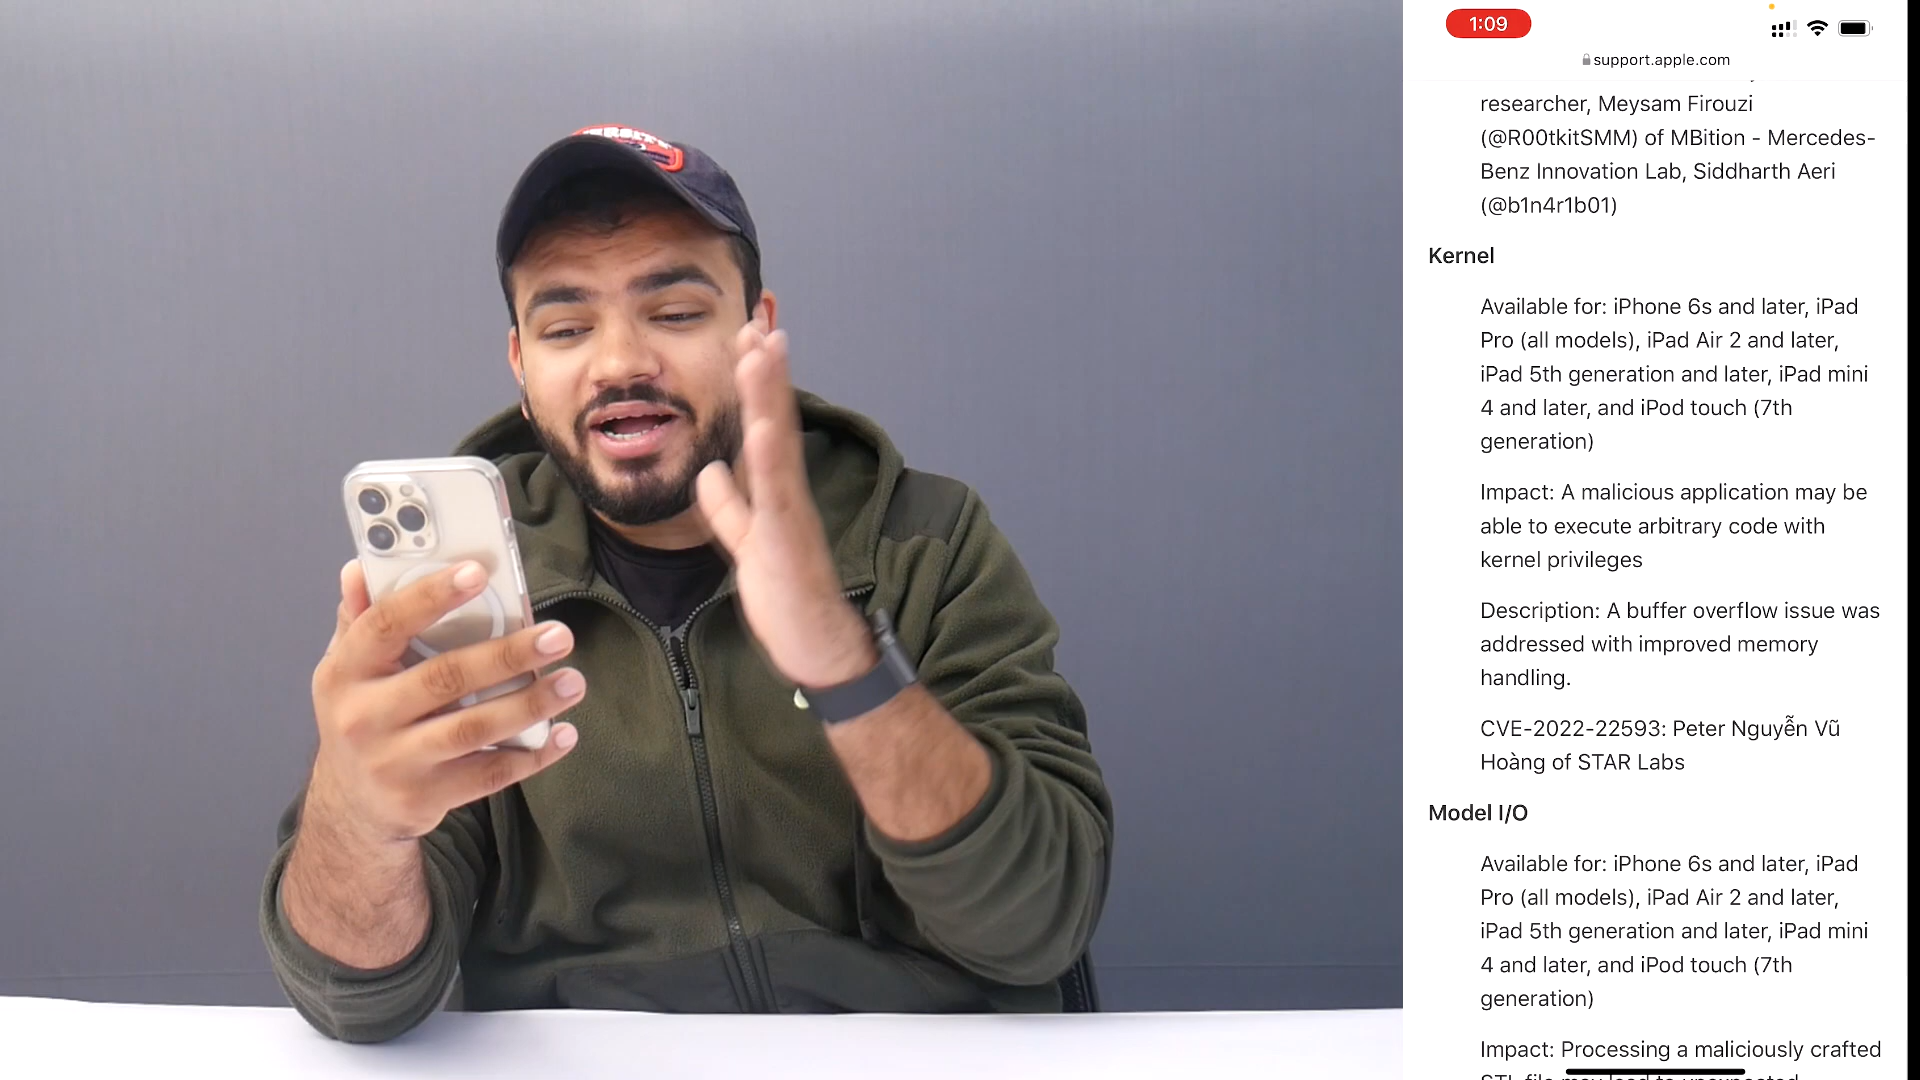 1:09
support.apple.com
researcher, Meysam Firouzi
(@R00tkitSMM) of MBition - Mercedes-
Benz Innovation Lab, Siddharth Aeri
(@b1n4r1b01)
Kernel
Available for: iPhone 6s and later, iPad
Pro (all models), iPad Air 2 and later,
iPad 5th generation and later, iPad mini
4 and later, and iPod touch (7th
generation)
Impact: A malicious application may be
able to execute arbitrary code with
kernel privileges
Description: A buffer overflow issue was
addressed with improved memory
handling.
CVE-2022-22593: Peter Nguyễn Vũ
Hoàng of STAR Labs
Model I/O
Available for: iPhone 6s and later, iPad
Pro (all models), iPad Air 2 and later,
iPad 5th generation and later, iPad mini
4 and later, and iPod touch (7th
generation)
Impact: Processing a maliciously crafted
STL file may lead to unexpected